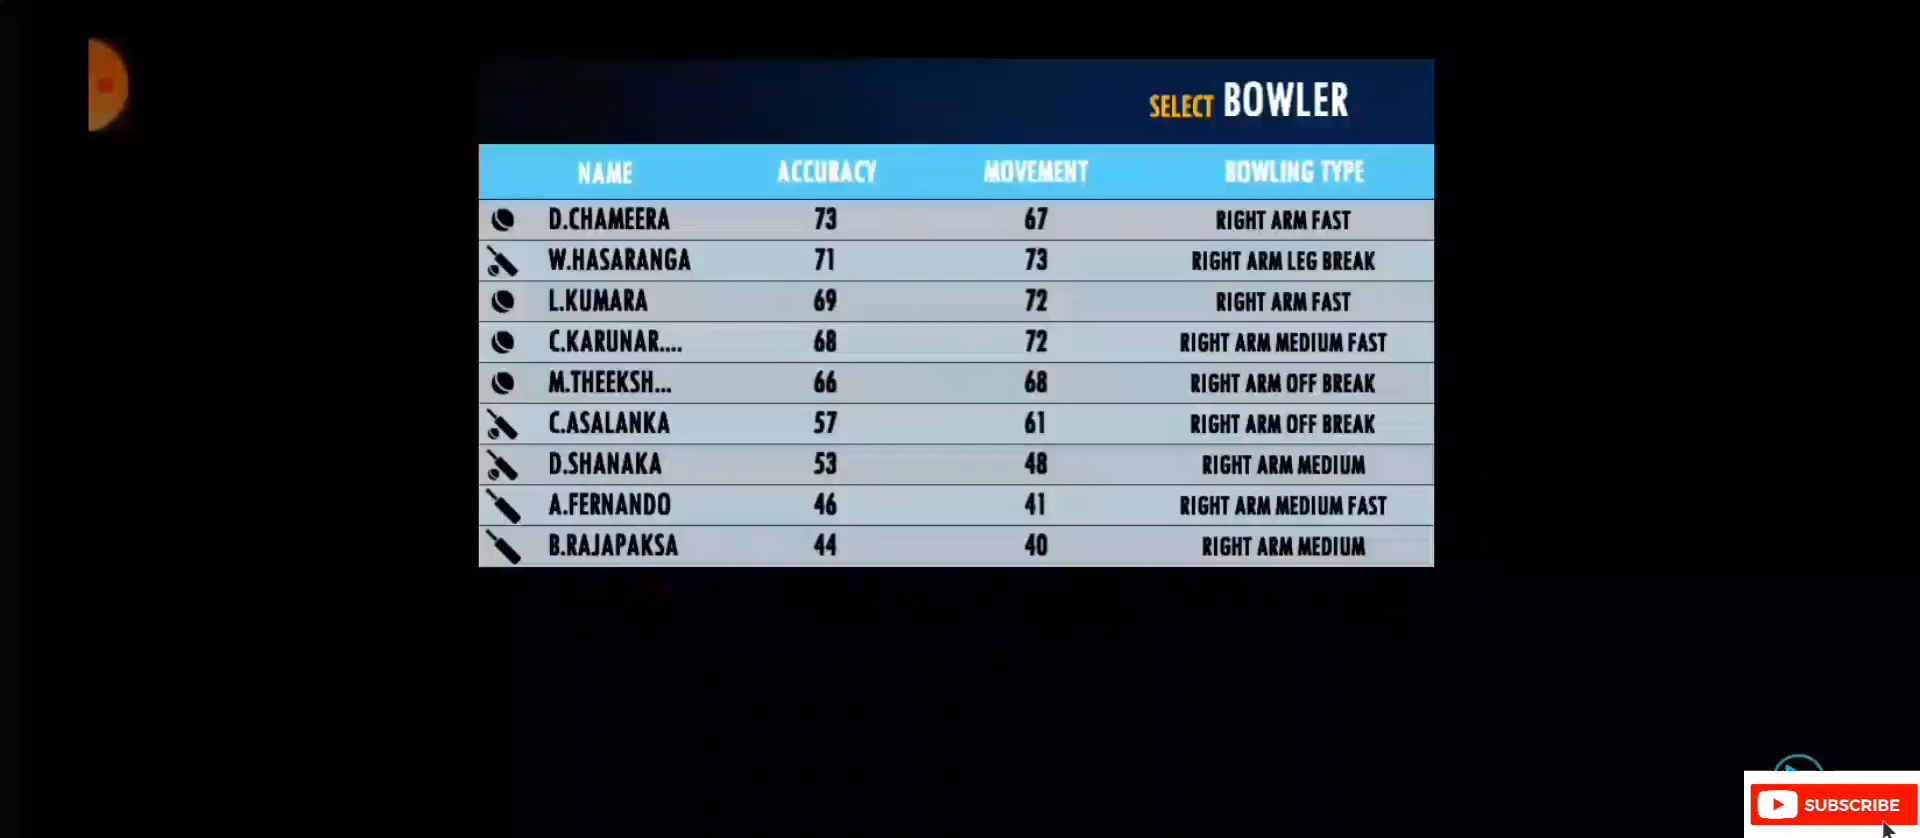 SELECT BOWLER
NAME ACCURACY MOVEMENT BOWLING TYPE
D.CHAMEERA 73 67 RIGHT ARM FAST
W.HASARANGA 71 73 RIGHT ARM LEG BREAK
L.KUMARA 69 72 RIGHT ARM FAST
C.KARUNAR.... 68 72 RIGHT ARM MEDIUM FAST
M.THEEKSH... 66 68 RIGHT ARM OFF BREAK
C.ASALANKA 57 61 RIGHT ARM OFF BREAK
D.SHANAKA 53 48 RIGHT ARM MEDIUM
A.FERNANDO 46 41 RIGHT ARM MEDIUM FAST
B.RAJAPAKSA 44 40 RIGHT ARM MEDIUM
SUBSCRIBE